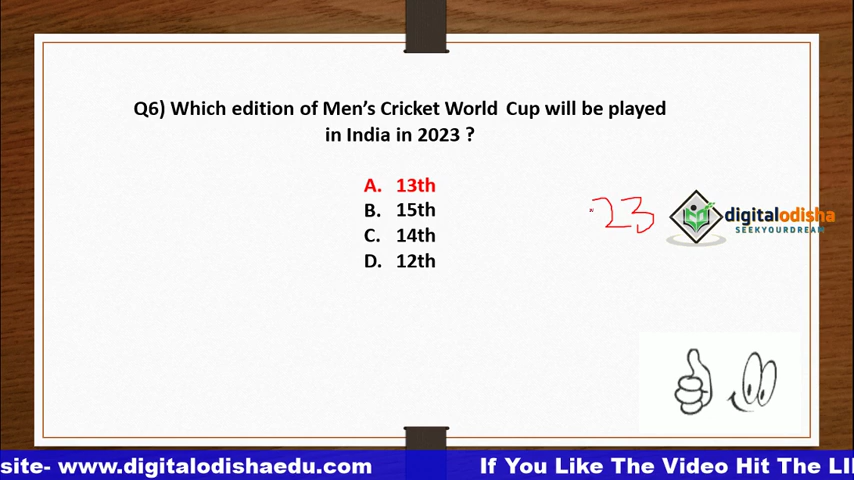 Q6) Which edition of Men's Cricket World Cup will be played
in India in 2023 ?
A. 13th
B. 15th
C. 14th
D. 12th
23
digitalodisha
SEEKYOURDREAM
site- www.digitalodishaedu.com If You Like The Video Hit The LI